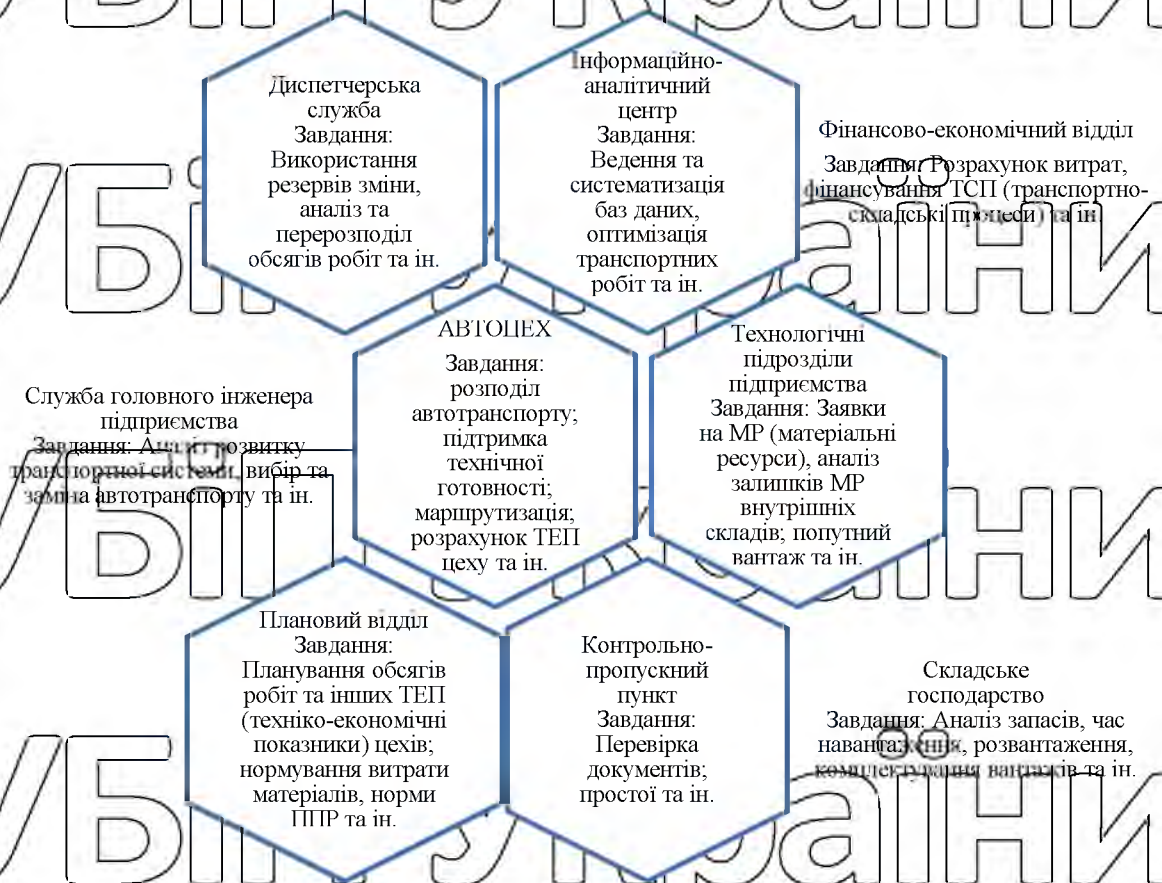 Диспетчерська
служба
Завдання:
Використання
резервів зміни,
аналіз та
перерозподіл
обсягів робіт та ін.
Інформаційно-
аналітичний
центр
Завдання:
Ведення та
систематизація
баз даних,
оптимізація
транспортних
робіт та ін.
Фінансово-економічний відділ
Завдання: Розрахунок витрат,
фінансування ТСП (транспортно-
складські процеси) та ін.
Служба головного інженера
підприємства
Завдання: Аналіз розвитку
транспортної системи, вибір та
заміна автотранспорту та ін.
АВТОЦЕХ
Завдання:
розподіл
автотранспорту;
підтримка
технічної
готовності;
маршрутизація;
розрахунок ТЕП
цеху та ін.
Технологічні
підрозділи
підприємства
Завдання: Заявки
на МР (матеріальні
ресурси), аналіз
залишків МР
внутрішніх
складів; попутний
вантаж та ін.
Плановий відділ
Завдання:
Планування обсягів
робіт та інших ТЕП
(техніко-економічні
показники) цехів;
нормування витрати
матеріалів, норми
ППР та ін.
Контрольно-
пропускний
пункт
Завдання:
Перевірка
документів;
простої та ін.
Складське
господарство
Завдання: Аналіз запасів, час
навантаження, розвантаження,
комплектування вантажів та ін.